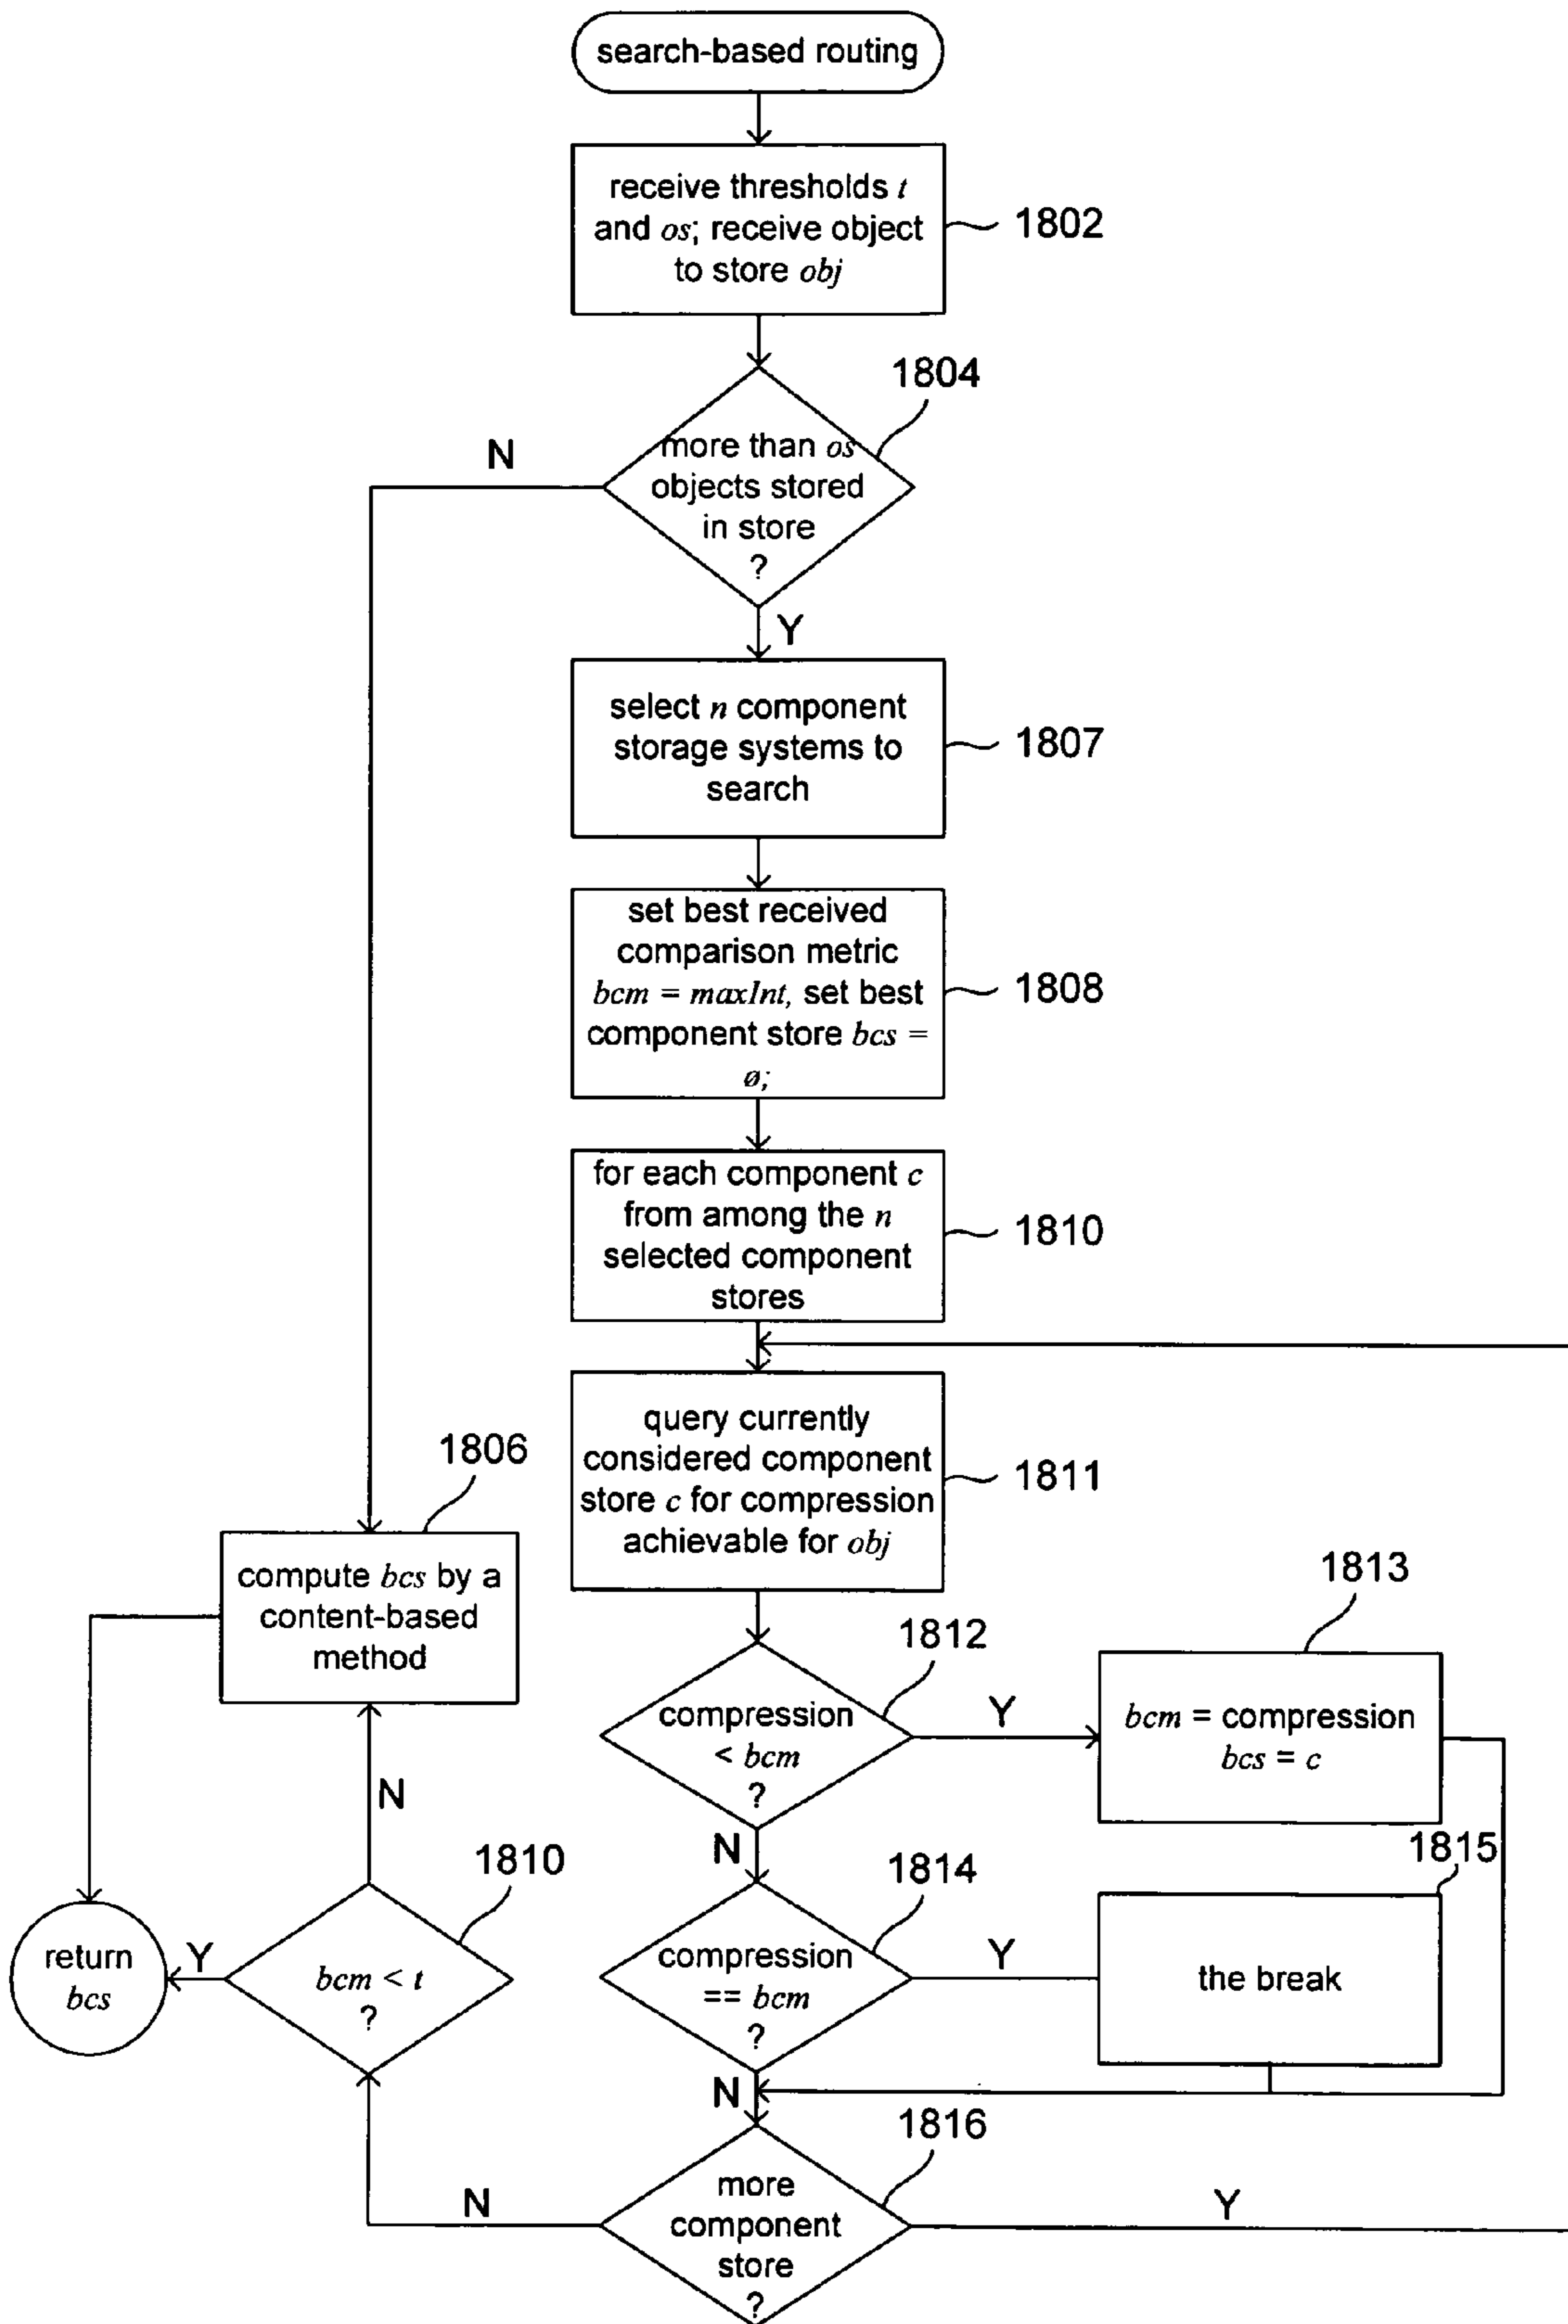 search-based routing
receive thresholds t
and os; receive object
to store obj
1802
1804
more than os
objects stored
in store
?
N
Y
select n component
storage systems to
search
1807
set best received
comparison metric
bcm = maxInt, set best
component store bcs =
ø;
1808
for each component c
from among the n
selected component
stores
1810
query currently
considered component
store c for compression
achievable for obj
1811
1806
compute bcs by a
content-based
method
1812
compression
< bcm
?
Y
N
1813
bcm = compression
bcs = c
1814
compression
== bcm
?
Y
N
1815
the break
1810
bcm < t
?
N
Y
return
bcs
1816
more
component
store
?
N
Y